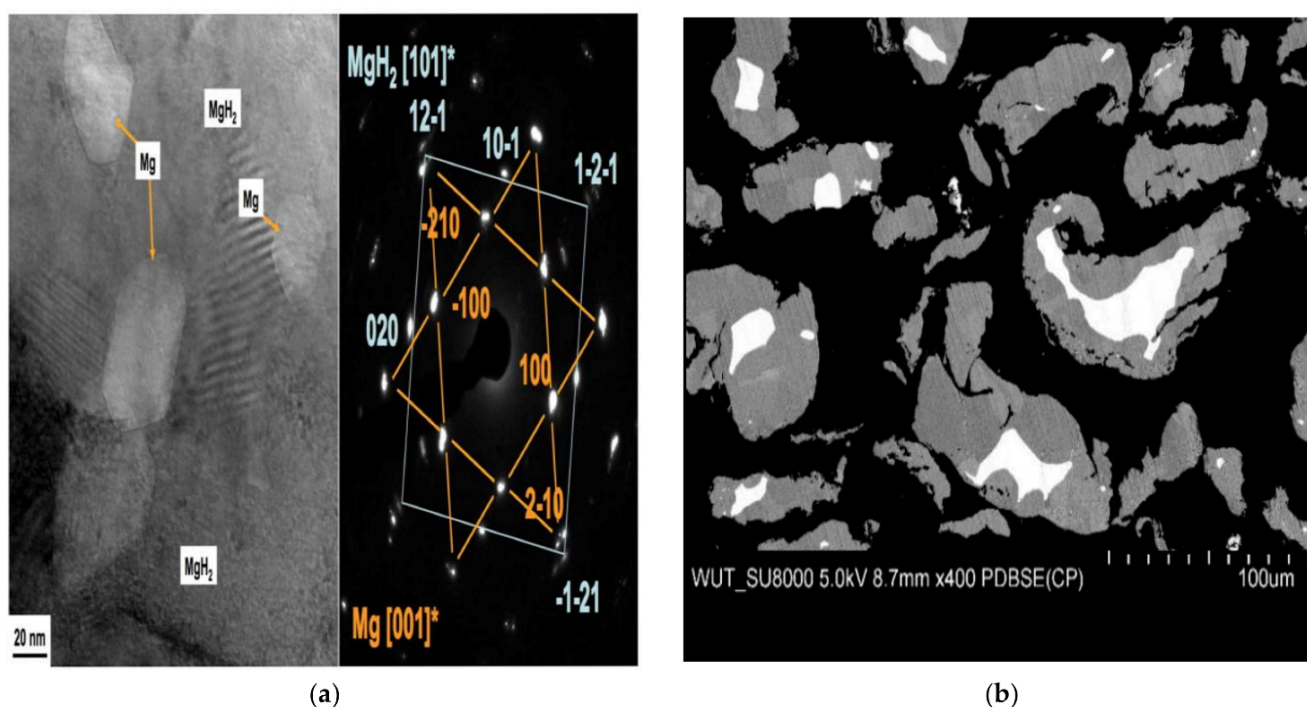 MgH₂
Mg
Mg
MgH₂
20 nm
MgH₂ [101]*
12-1
10-1
1-2-1
-210
-100
020
100
2-10
-1-21
Mg [001]*
WUT_SU8000 5.0kV 8.7mm x400 PDBSE(CP)
100um
(a)
(b)